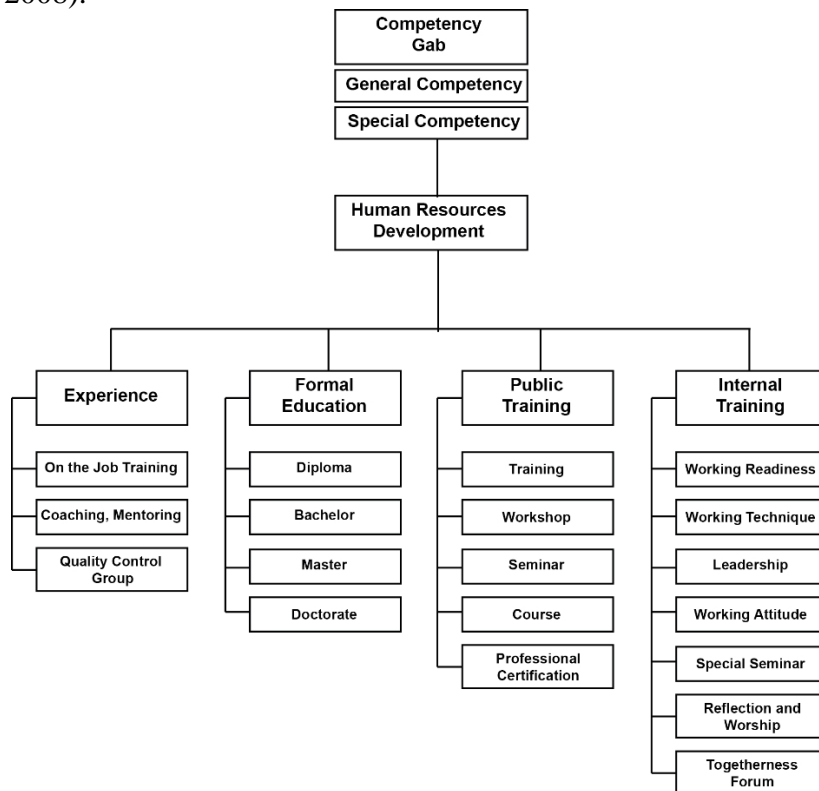 2008).
Competency
Gab
General Competency
Special Competency
Human Resources
Development
Experience
On the Job Training
Coaching, Mentoring
Quality Control
Group
Formal
Education
Diploma
Bachelor
Master
Doctorate
Public
Training
Training
Workshop
Seminar
Course
Professional
Certification
Internal
Training
Working Readiness
Working Technique
Leadership
Working Attitude
Special Seminar
Reflection and
Worship
Togetherness
Forum